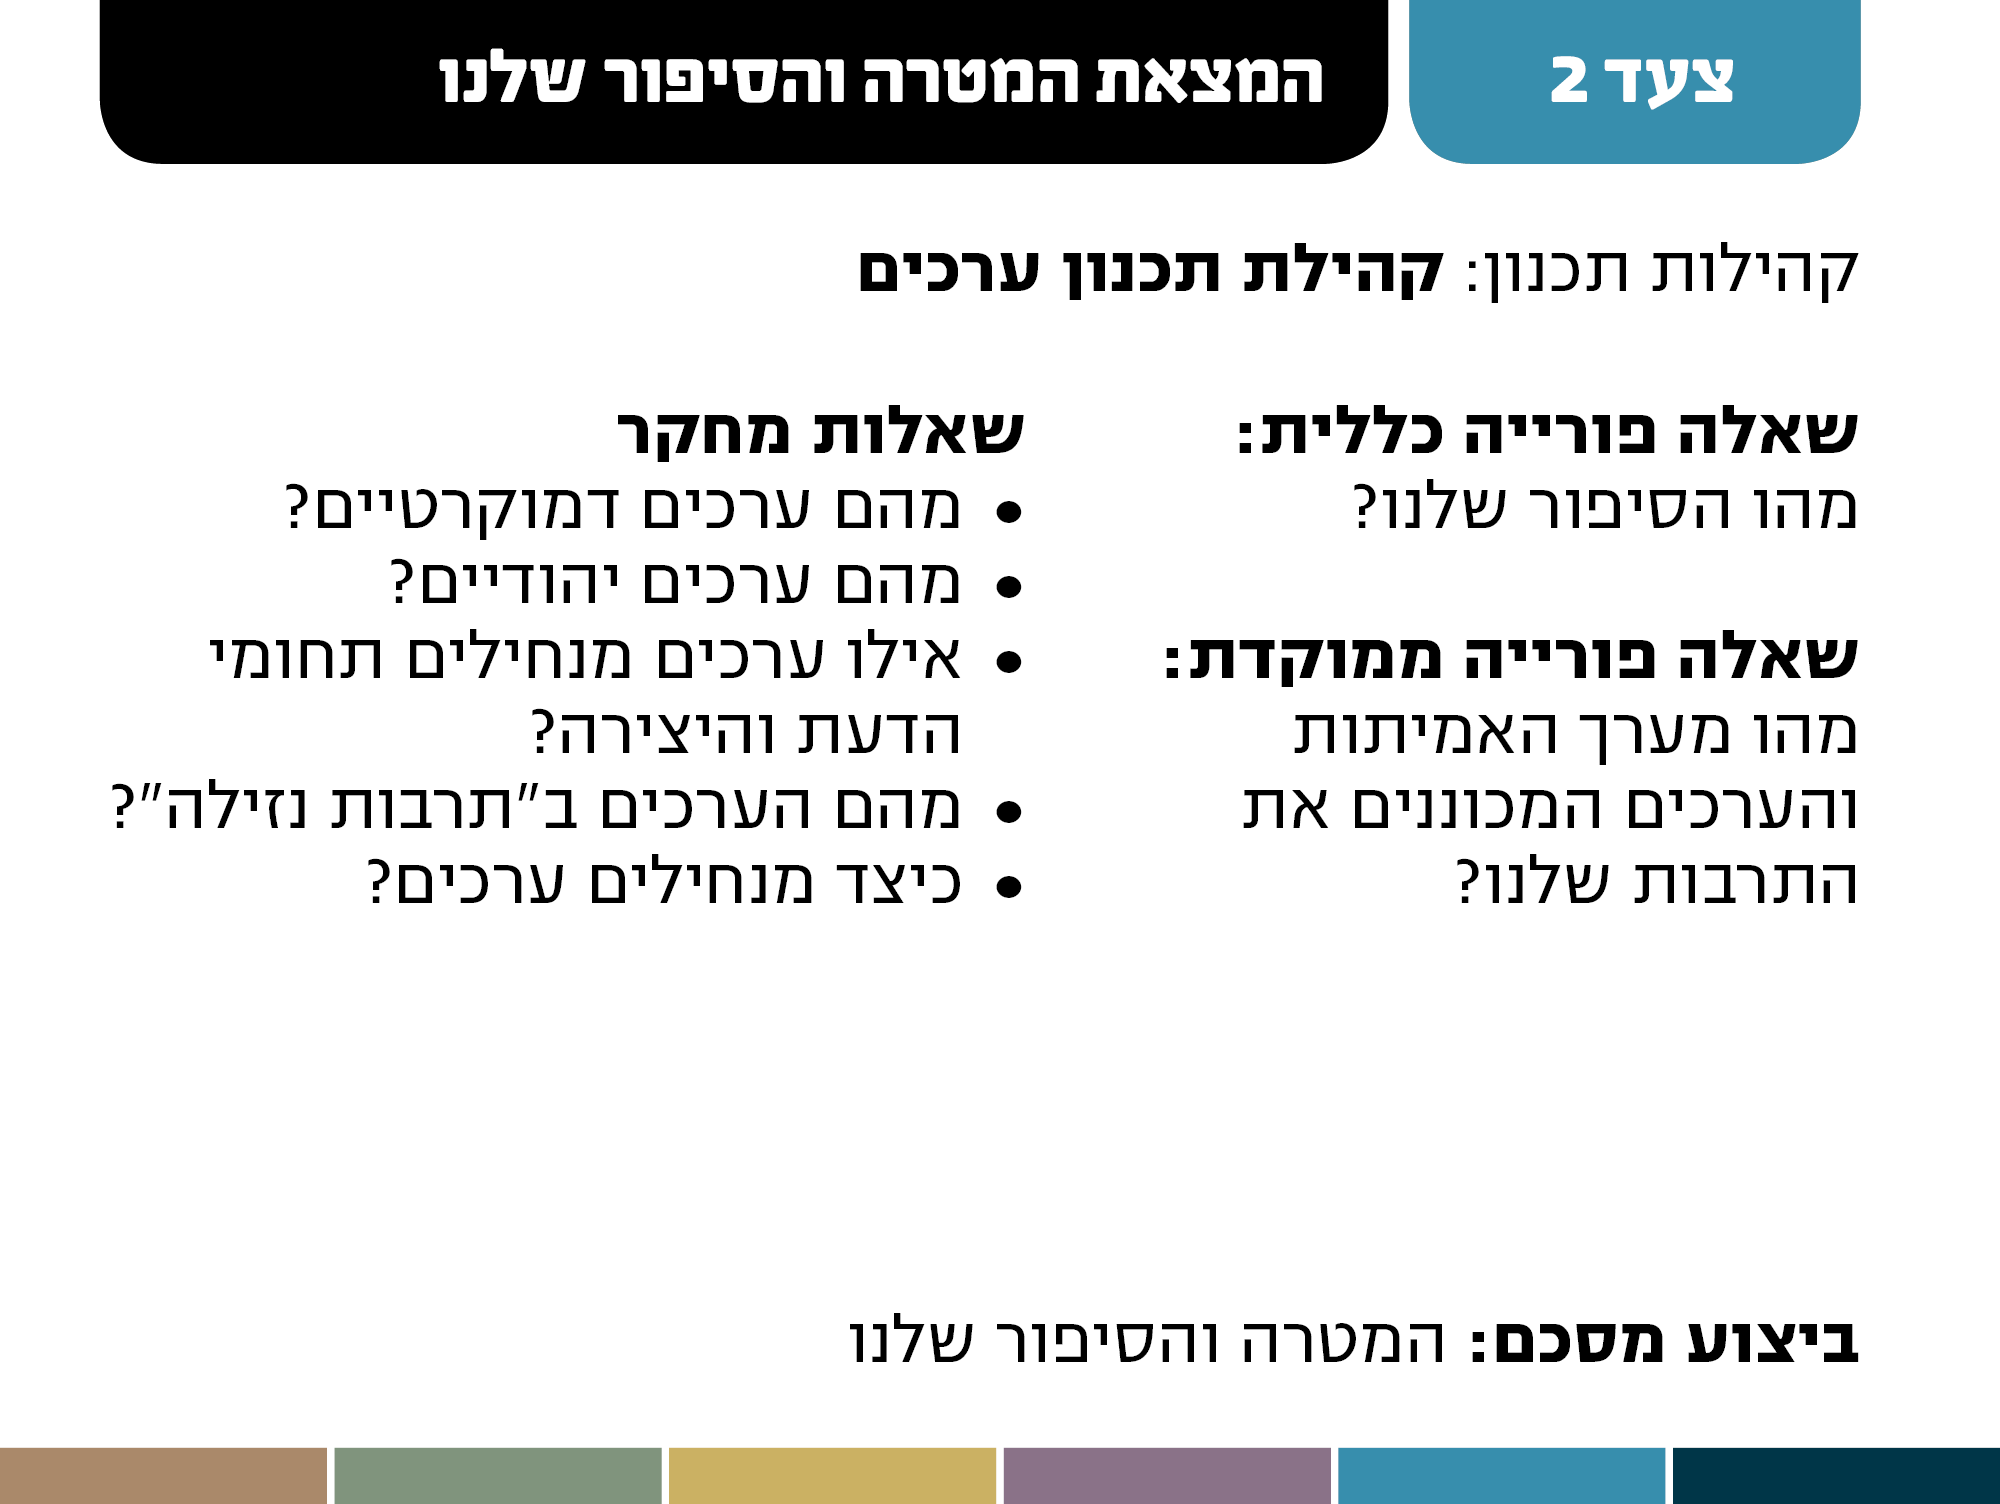 צעד 2
המצאת המטרה והסיפור שלנו
קהילות תכנון: קהילת תכנון ערכים
שאלה פורייה כללית:
מהו הסיפור שלנו?
שאלה פורייה ממוקדת:
מהו מערך האמיתות
והערכים המכוננים את
התרבות שלנו?
שאלות מחקר
• מהם ערכים דמוקרטיים?
• מהם ערכים יהודיים?
• אילו ערכים מנחילים תחומי
הדעת והיצירה?
• מהם הערכים ב"תרבות נזילה"?
• כיצד מנחילים ערכים?
ביצוע מסכם: המטרה והסיפור שלנו